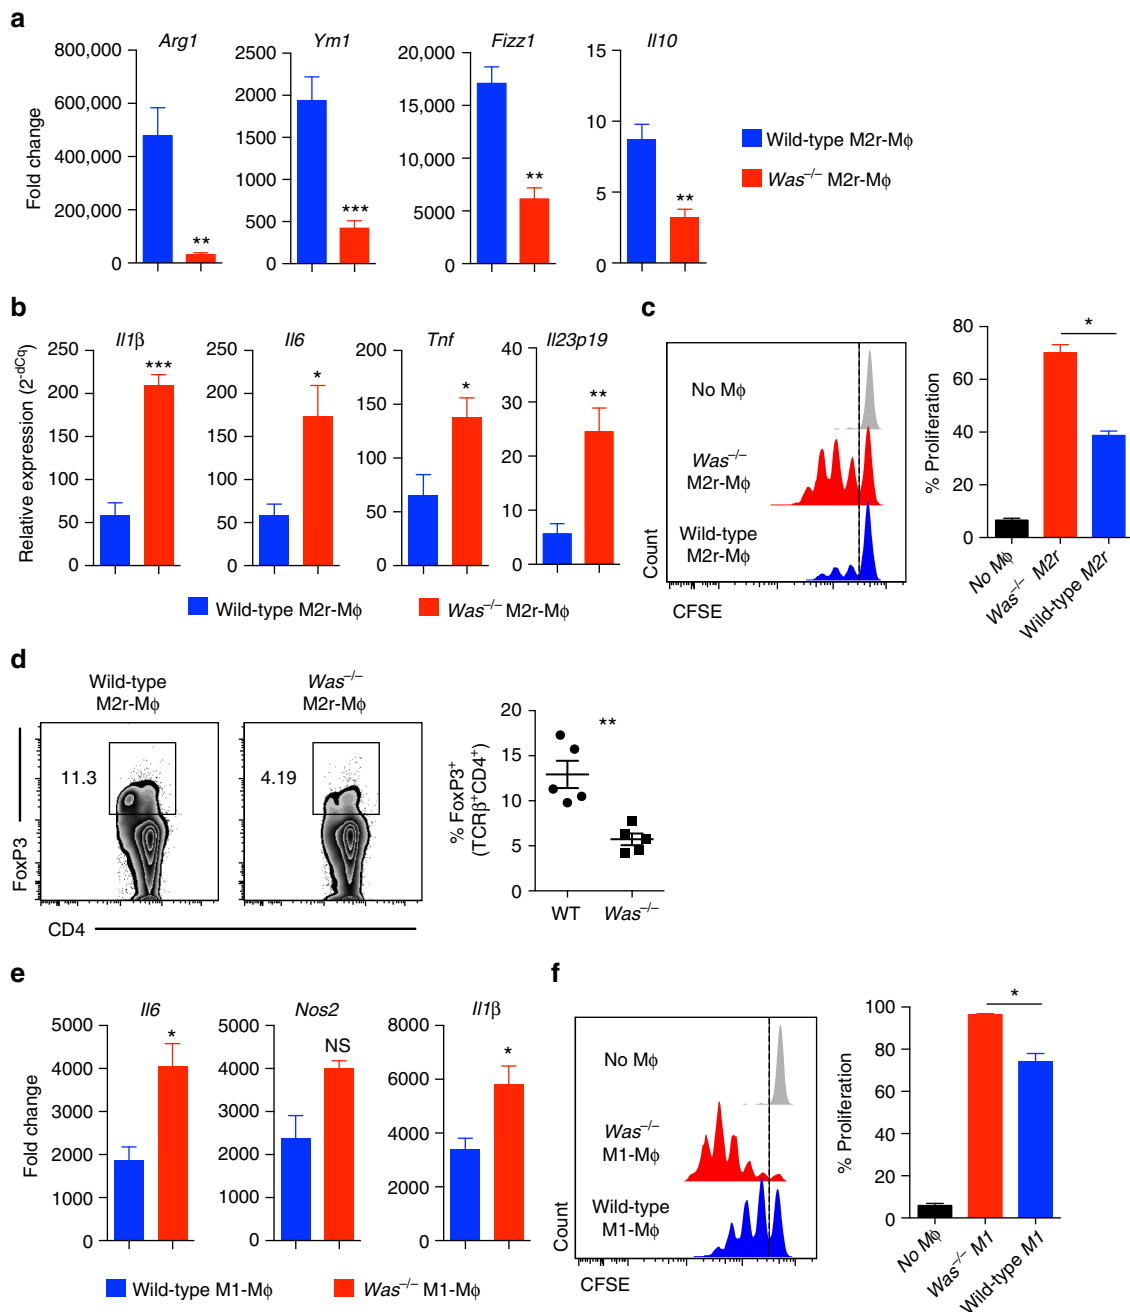 a
Arg1
Ym1
Fizz1
Il10
Fold change
800,000
600,000
400,000
200,000
0
2500
2000
1500
1000
500
0
20,000
15,000
10,000
5000
0
15
10
5
0
**
***
**
**
Wild-type M2r-Mϕ
Was–/– M2r-Mϕ
b
Il1β
Il6
Tnf
Il23p19
Relative expression (2-dCq)
250
200
150
100
50
0
250
200
150
100
50
0
200
150
100
50
0
40
30
20
10
0
***
*
*
**
Wild-type M2r-Mϕ
Was–/– M2r-Mϕ
c
No Mϕ
Was–/–
M2r-Mϕ
Wild-type
M2r-Mϕ
Count
CFSE
% Proliferation
80
60
40
20
0
*
No Mϕ
Was–/– M2r
Wild-type M2r
d
Wild-type
M2r-Mϕ
Was–/–
M2r-Mϕ
11.3
4.19
FoxP3
CD4
% FoxP3+
(TCRβ+CD4+)
20
15
10
5
0
**
WT
Was–/–
e
Il6
Nos2
Il1β
Fold change
5000
4000
3000
2000
1000
0
5000
4000
3000
2000
1000
0
8000
6000
4000
2000
0
*
NS
*
Wild-type M1-Mϕ
Was–/– M1-Mϕ
f
No Mϕ
Was–/–
M1-Mϕ
Wild-type
M1-Mϕ
Count
CFSE
% Proliferation
100
80
60
40
20
0
*
No Mϕ
Was–/– M1
Wild-type M1